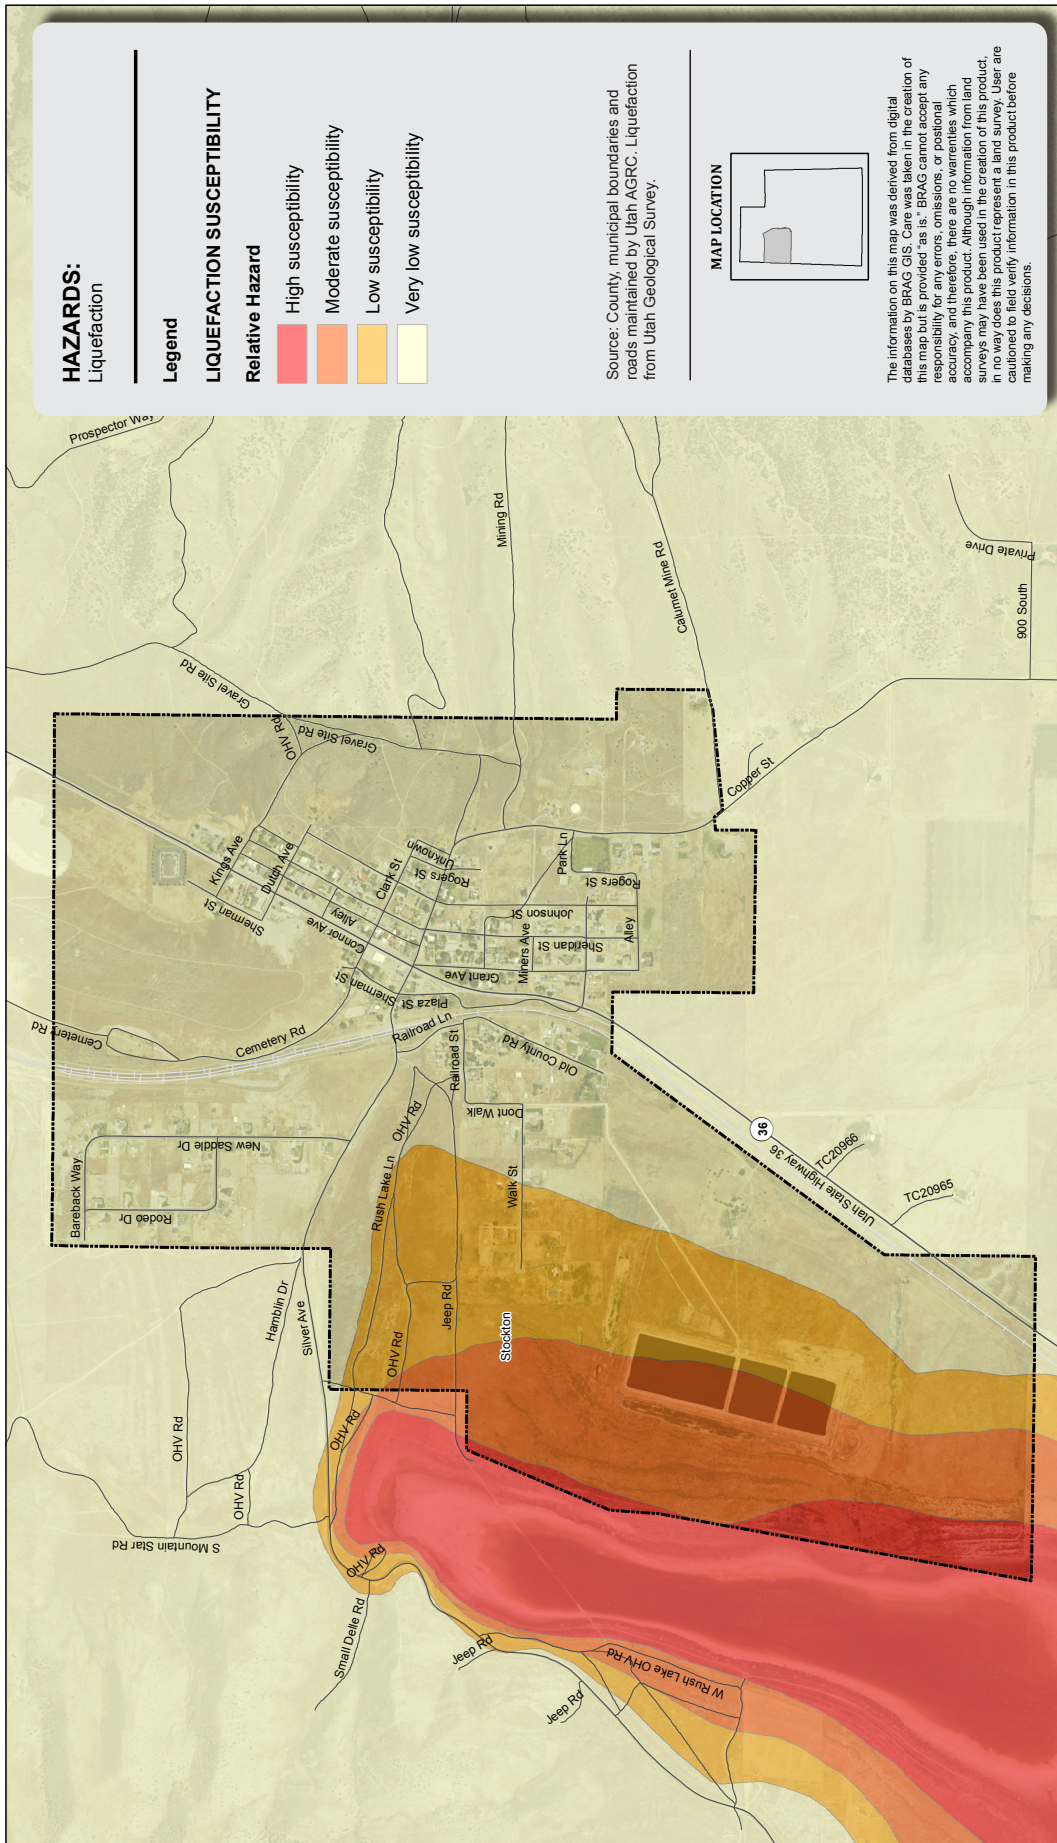 HAZARDS:
Liquefaction
Legend
LIQUEFACTION SUSCEPTIBILITY
Relative Hazard
High susceptibility
Moderate susceptibility
Low susceptibility
Very low susceptibility
Source: County, municipal boundaries and
roads maintained by Utah AGRC. Liquefaction
from Utah Geological Survey.
MAP LOCATION
The information on this map was derived from digital
databases by BRAG GIS. Care was taken in the creation of
this map but is provided "as is." BRAG cannot accept any
responsibility for any errors, omissions, or postional
accuracy, and therefore, there are no warrenties which
accompany this product. Although information from land
surveys may have been used in the creation of this product,
in no way does this product represent a land survey. User are
cautioned to field verify information in this product before
making any decisions.
Prospector Way
Mining Rd
Calumet Mine Rd
Private Drive
900 South
Gravel Site Rd
OHV Rd
Gravel Site Rd
Copper St
Kings Ave
Dutch Ave
Sherman St
Alley
Connor Ave
Clark St
Unknown
Rogers St
Park Ln
Rogers St
Johnson St
Alley
Sheridan St
Miners Ave
Grant Ave
Sherman St
Plaza St
Cemetery Rd
Cemetery Rd
Cemetery Rd
Railroad Ln
Railroad St
Old County Rd
Dont Walk
Walk St
OHV Rd
Rush Lake Ln
New Saddle Dr
Bareback Way
Rodeo Dr
36
Utah State Highway 36
TC20966
TC20965
Hamblin Dr
Silver Ave
OHV Rd
Jeep Rd
Stockton
OHV Rd
OHV Rd
OHV Rd
S Mountain Star Rd
OHV Rd
Small Delle Rd
Jeep Rd
Jeep Rd
W Rush Lake OHV Rd